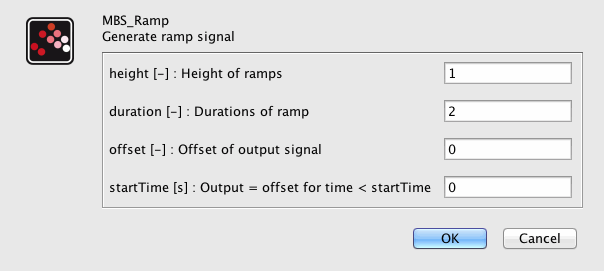 MBS_Ramp
Generate ramp signal
height [-] : Height of ramps 1
duration [-] : Durations of ramp 2
offset [-] : Offset of output signal 0
startTime [s] : Output = offset for time < startTime 0
OK Cancel